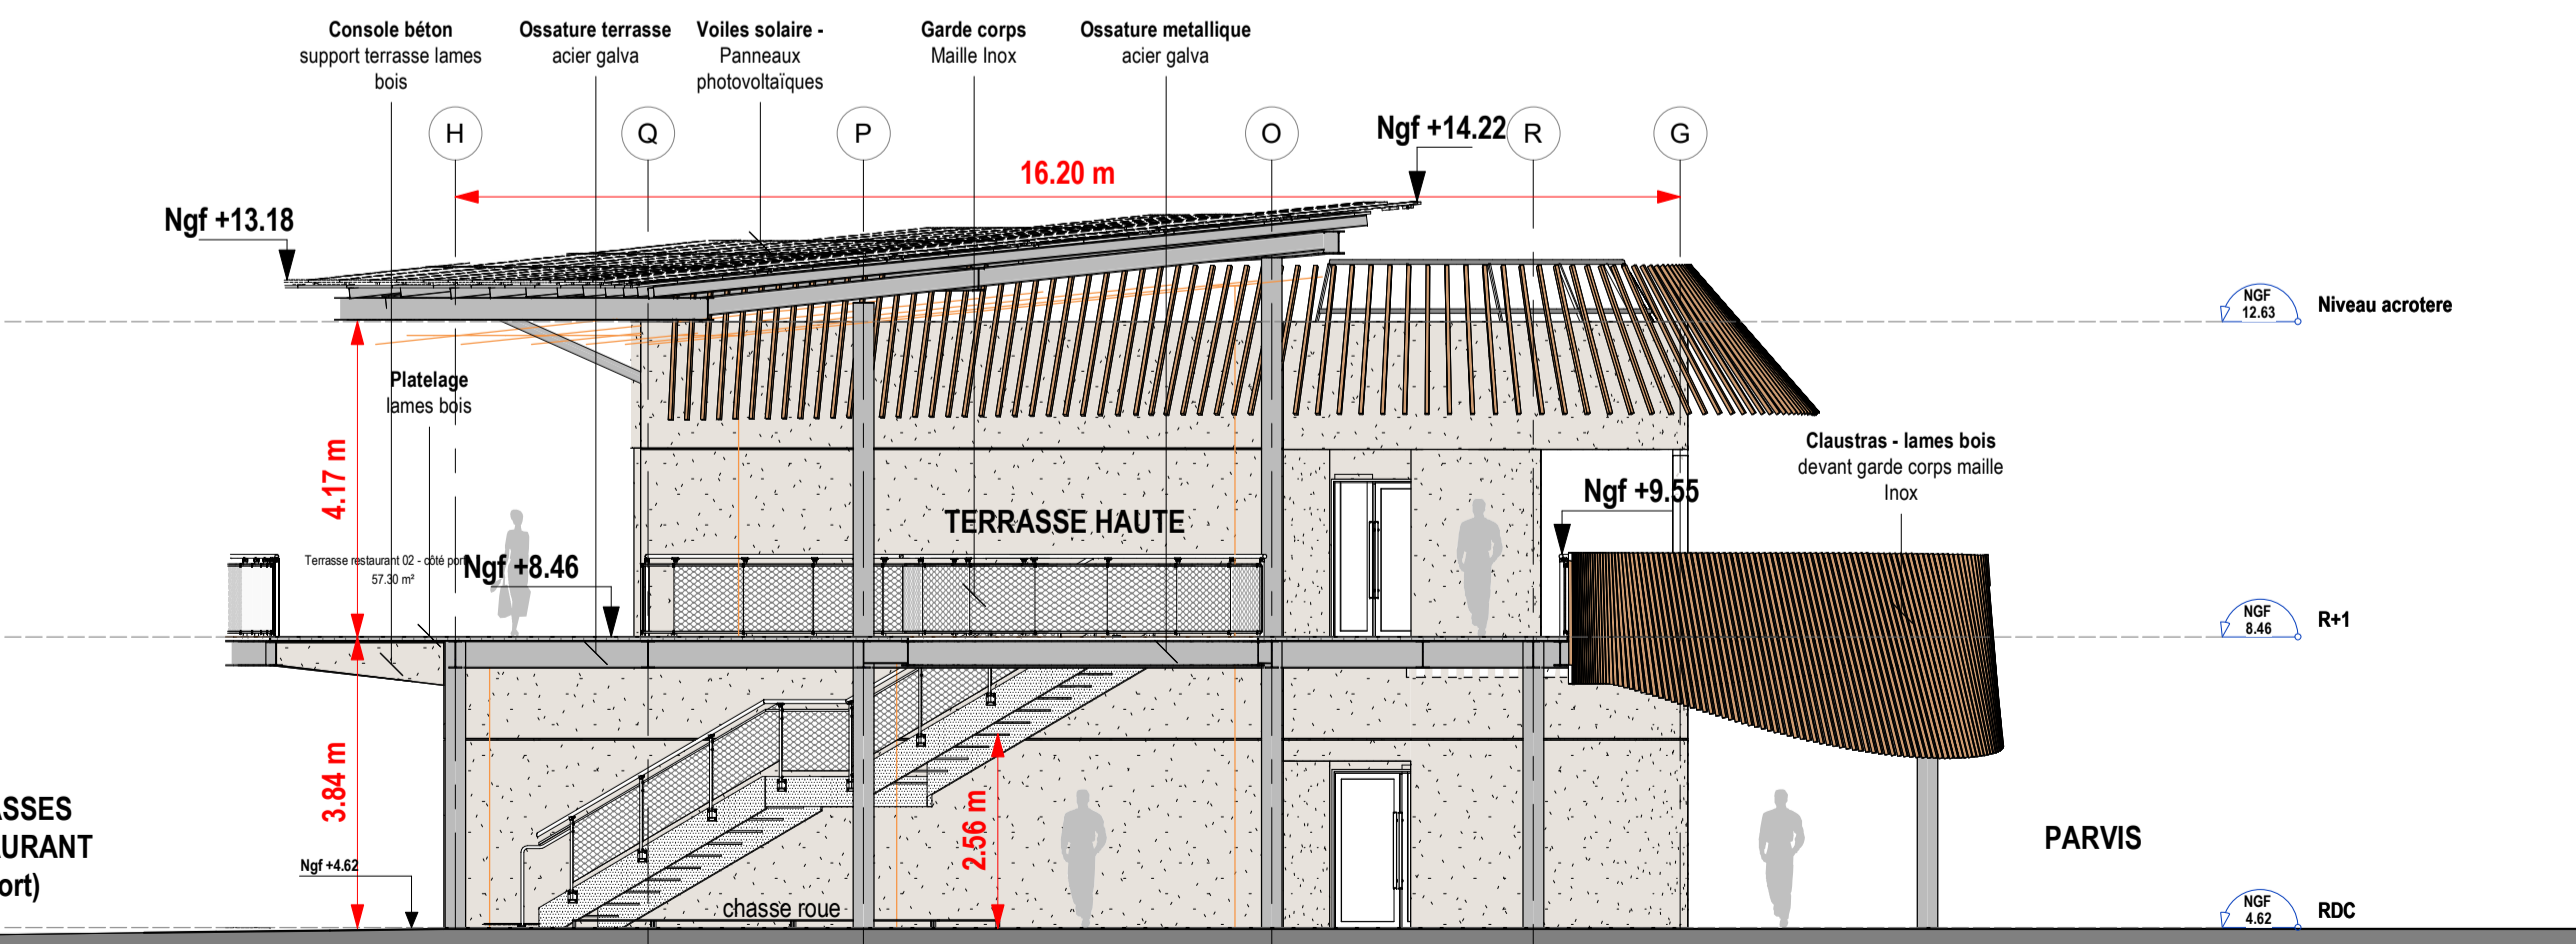 Console béton
support terrasse lames
bois
Ossature terrasse
acier galva
Voiles solaire -
Panneaux
photovoltaïques
Garde corps
Maille Inox
Ossature metallique
acier galva
H
Q
P
O
R
G
Ngf +14.22
16.20 m
Ngf +13.18
NGF
12.63
Niveau acrotere
Platelage
lames bois
4.17 m
Claustras - lames bois
devant garde corps maille
Inox
Ngf +9.55
TERRASSE HAUTE
Terrasse restaurant 02 - côté port
57.30 m²
Ngf +8.46
NGF
8.46
R+1
3.84 m
2.56 m
ASSES
AURANT
ort)
PARVIS
Ngf +4.62
chasse roue
NGF
4.62
RDC